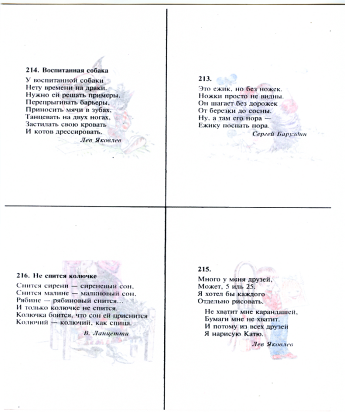 214. Воспитанная собака
У воспитанной собаки
Нету времени на драки.
Нужно ей решать примеры,
Перепрыгивать барьеры,
Приносить мячи в зубах,
Танцевать на двух ногах,
Застилать свою кровать
И котов дрессировать.
Лев Яковлев
213.
Это ежик, но без ножек.
Ножки просто не видны.
Он шагает без дорожек
От березки до сосны.
Ну, а там его пора —
Ежику поспать пора.
Сергей Баруздин
216. Не спится колючке
Снится сирени — сиреневый сон,
Снится малине — малиновый сон,
Рябине — рябиновый снится...
И только колючке не спится.
Колючка боится, что сон ей приснится
Колючий — колючий, как спица.
В. Ланцетти
215.
Много у меня друзей,
Может, 5 иль 25.
Я хотел бы каждого
Отдельно рисовать.
Не хватит мне карандашей,
Бумаги мне не хватит.
И потому из всех друзей
Я нарисую Катю.
Лев Яковлев